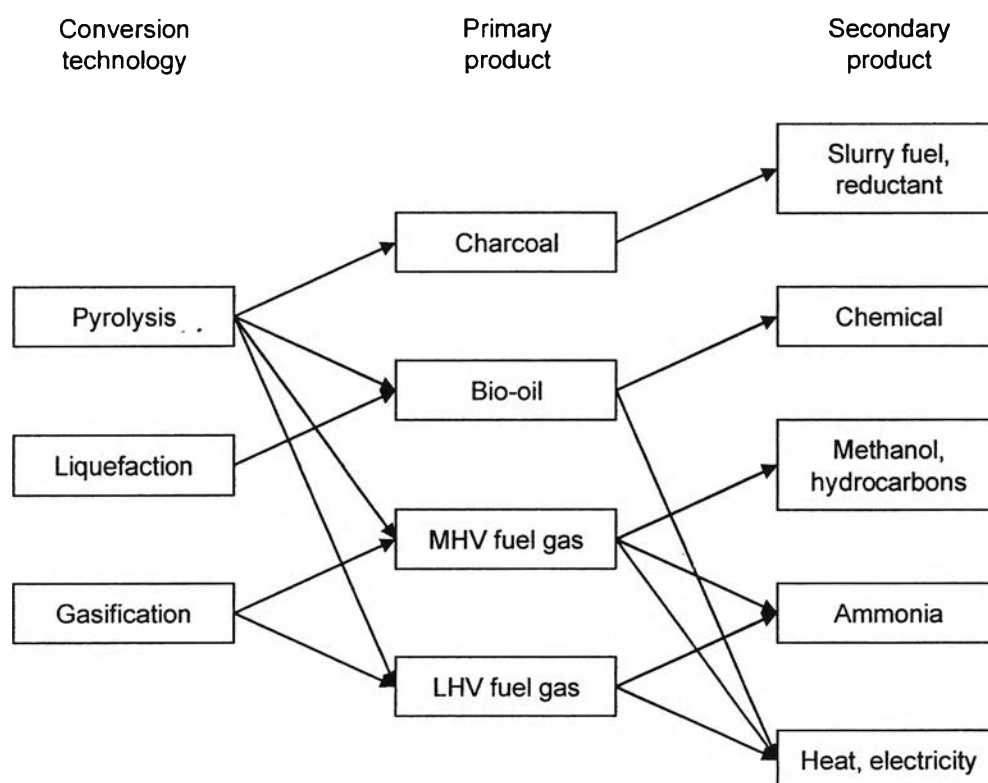 Conversion
technology
Primary
product
Secondary
product
Slurry fuel,
reductant
Charcoal
Pyrolysis
Chemical
Bio-oil
Liquefaction
Methanol,
hydrocarbons
MHV fuel gas
Gasification
Ammonia
LHV fuel gas
Heat, electricity